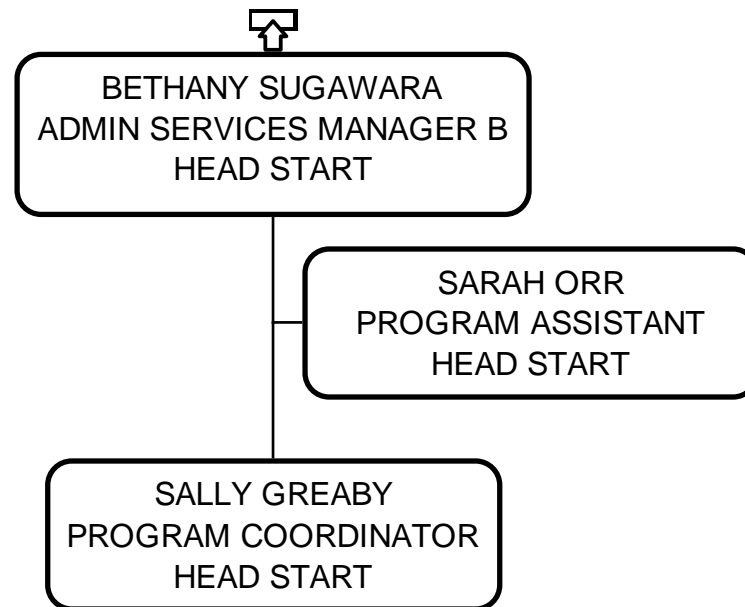 BETHANY SUGAWARA
ADMIN SERVICES MANAGER B
HEAD START
SARAH ORR
PROGRAM ASSISTANT
HEAD START
SALLY GREABY
PROGRAM COORDINATOR
HEAD START